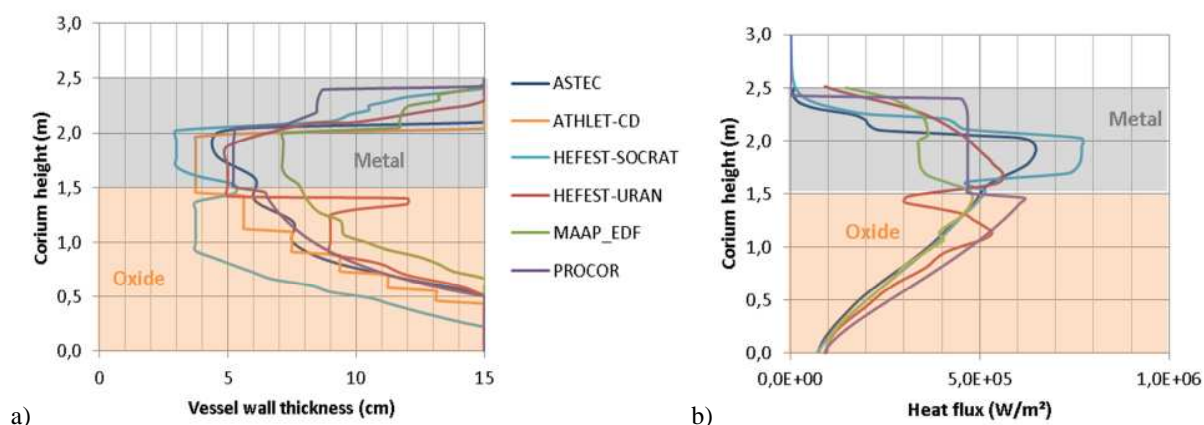 3,0
2,5
2,0
1,5
1,0
0,5
0,0
Corium height (m)
Metal
Oxide
0
5
10
15
Vessel wall thickness (cm)
a)
ASTEC
ATHLET-CD
HEFEST-SOCRAT
HEFEST-URAN
MAAP_EDF
PROCOR
3,0
2,5
2,0
1,5
1,0
0,5
0,0
Corium height (m)
Metal
Oxide
0,0E+00
5,0E+05
1,0E+06
Heat flux (W/m²)
b)